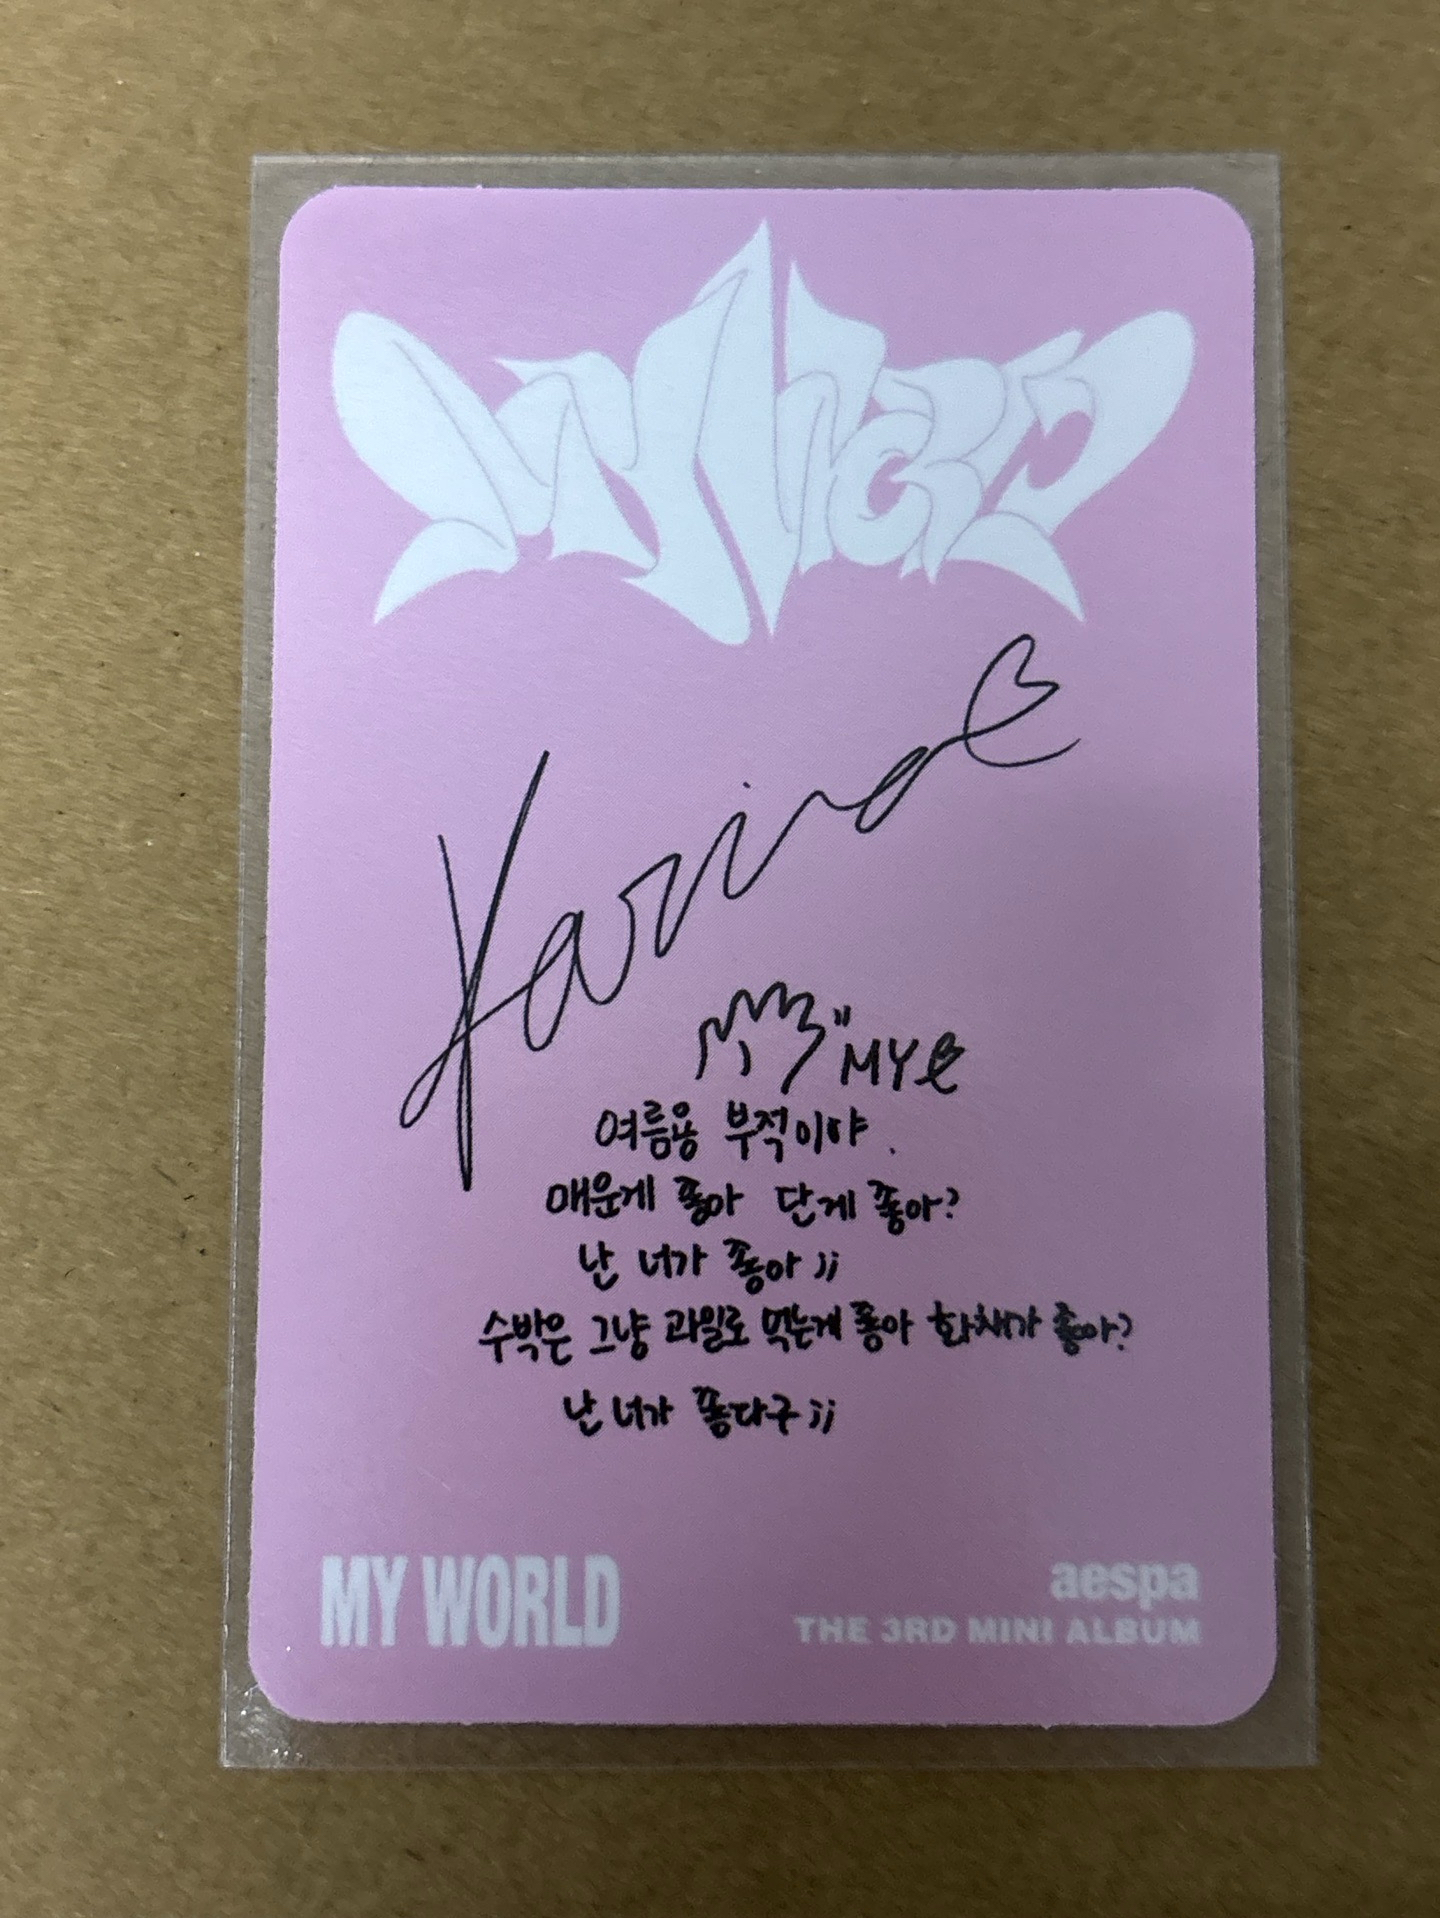 MY WORLD
Karina
MY
여름용 부적이야.
매운게 좋아 단게 좋아?
난 너가 좋아 ;;
수박은 그냥 과일로 먹는게 좋아 화채가 좋아?
난 너가 좋다구 ;;
MY WORLD
aespa
THE 3RD MINI ALBUM